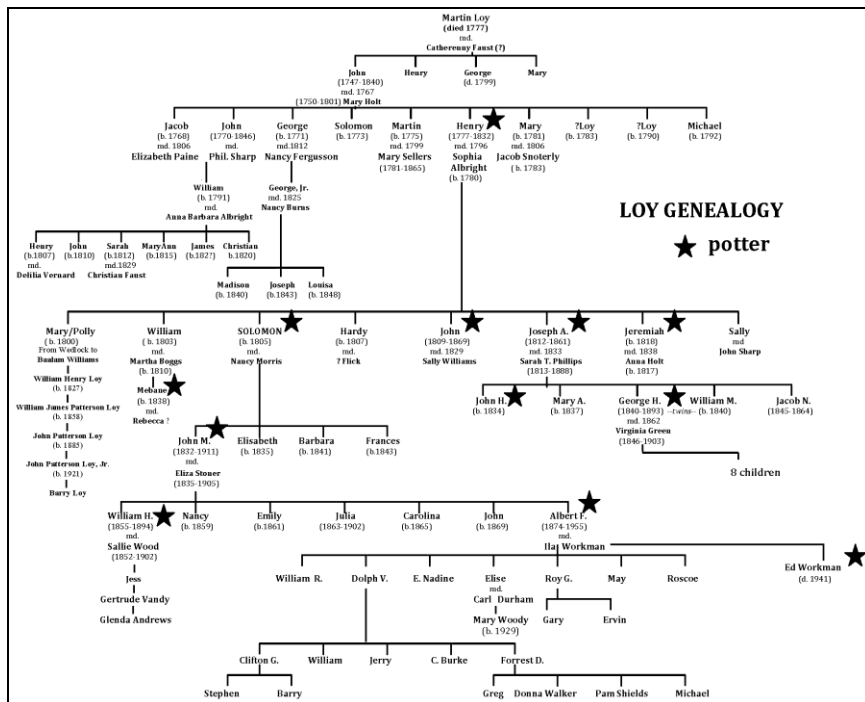 Martin Loy
(died 1777)
md.
Catherenny Faust (?)
John
(1747-1840)
md. 1767
(1750-1801) Mary Holt
Henry
George
(d. 1799)
Mary
Jacob
(b. 1768)
md. 1806
Elizabeth Paine
John
(1770-1846)
md.
Phil. Sharp
George
(b. 1771)
md.1812
Nancy Fergusson
Solomon
(b. 1773)
Martin
(b. 1775)
md. 1799
Mary Sellers
(1781-1865)
Henry
(1777-1832)
md. 1796
Sophia
Albright
(b. 1780)
Mary
(b. 1781)
md. 1806
Jacob Snoterly
(b. 1783)
?Loy
(b. 1783)
?Loy
(b. 1790)
Michael
(b. 1792)
William
(b. 1791)
md.
Anna Barbara Albright
George, Jr.
md. 1825
Nancy Burns
LOY GENEALOGY
potter
Henry
(b.1807)
md.
Delilia Vernard
John
(b.1810)
Sarah
(b.1812)
md.1829
Christian Faust
MaryAnn
(b.1815)
James
(b.182?)
Christian
b.1820)
Madison
(b. 1840)
Joseph
(b.1843)
Louisa
(b. 1848)
Mary/Polly
(b. 1800)
From Wedlock to
Baalam Williams
William Henry Loy
(b. 1827)
William James Patterson Loy
(b. 1858)
John Patterson Loy
(b. 1885)
John Patterson Loy, Jr.
(b. 1921)
Barry Loy
William
(b. 1803)
md.
Martha Boggs
(b. 1810)
Mebane
(b. 1838)
md.
Rebecca ?
SOLOMON
(b. 1805)
md.
Nancy Morris
Hardy
(b. 1807)
md.
? Flick
John
(1809-1869)
md. 1829
Sally Williams
Joseph A.
(1812-1861)
md. 1833
Sarah T. Phillips
(1813-1888)
Jeremiah
(b. 1818)
md. 1838
Anna Holt
(b. 1817)
Sally
md
John Sharp
John H.
(b. 1834)
Mary A.
(b. 1837)
George H.
(1840-1893)
md. 1862
Virginia Green
(1846-1903)
--twins--
William M.
(b. 1840)
Jacob N.
(1845-1864)
8 children
John M.
(1832-1911)
md.
Eliza Stoner
(1835-1905)
Elisabeth
(b. 1835)
Barbara
(b. 1841)
Frances
(b.1843)
William H.
(1855-1894)
md.
Sallie Wood
(1852-1902)
Jess
Gertrude Vandy
Glenda Andrews
Nancy
(b.1859)
Emily
(b.1861)
Julia
(1863-1902)
Carolina
(b.1865)
John
(b. 1869)
Albert F.
(1874-1955)
md.
Workman
Ed Workman
(d. 1941)
William R.
Dolph V.
E. Nadine
Elise
md.
Carl Durham
Mary Woody
(b. 1929)
Roy G.
May
Roscoe
Gary
Ervin
Clifton G.
William
Jerry
C. Burke
Forrest D.
Stephen
Barry
Greg
Donna Walker
Pam Shields
Michael